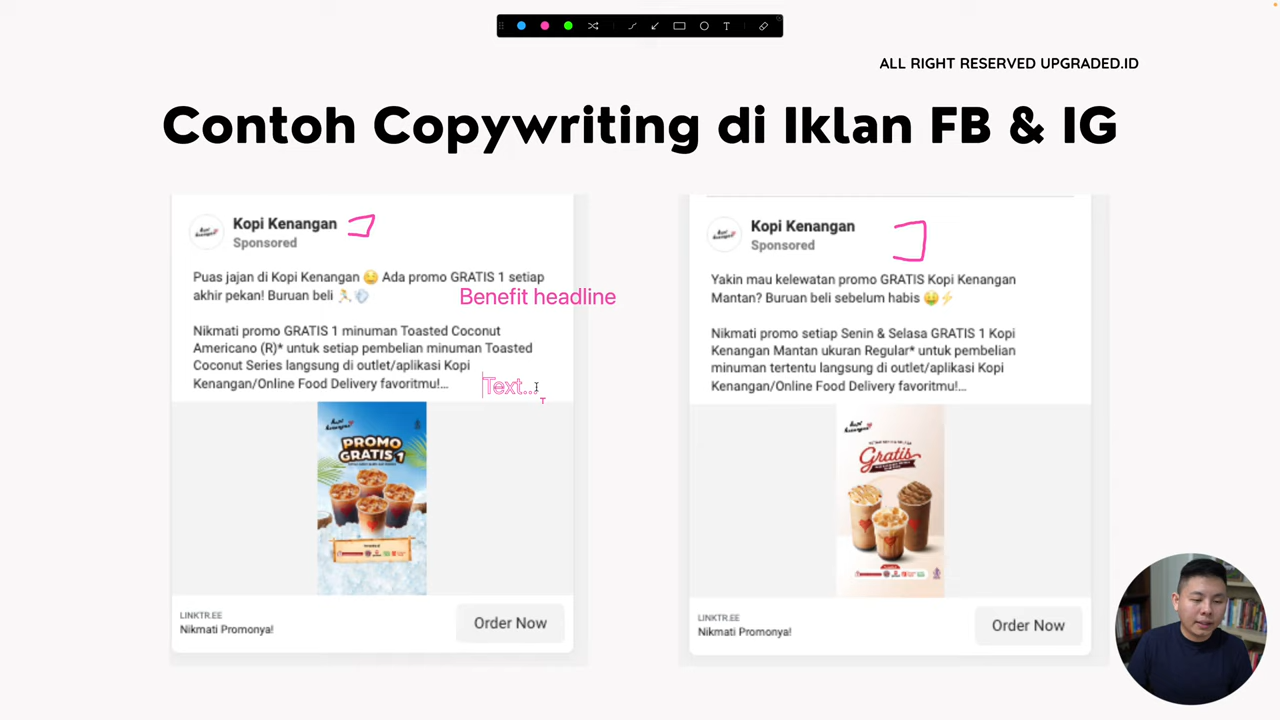 ALL RIGHT RESERVED UPGRADED.ID
Contoh Copywriting di Iklan FB & IG
Kopi Kenangan
Sponsored
Puas jajan di Kopi Kenangan 😊 Ada promo GRATIS 1 setiap
akhir pekan! Buruan beli 🏃💨
Benefit headline
Nikmati promo GRATIS 1 minuman Toasted Coconut
Americano (R)* untuk setiap pembelian minuman Toasted
Coconut Series langsung di outlet/aplikasi Kopi
Kenangan/Online Food Delivery favoritmu!...
Text...
kopi
kenangan
PROMO
GRATIS 1
LINKTR.EE
Nikmati Promonya!
Order Now
Kopi Kenangan
Sponsored
Yakin mau kelewatan promo GRATIS Kopi Kenangan
Mantan? Buruan beli sebelum habis 🤑⚡
Nikmati promo setiap Senin & Selasa GRATIS 1 Kopi
Kenangan Mantan ukuran Regular* untuk pembelian
minuman tertentu langsung di outlet/aplikasi Kopi
Kenangan/Online Food Delivery favoritmu!...
kopi
kenangan
Gratis
LINKTR.EE
Nikmati Promonya!
Order Now